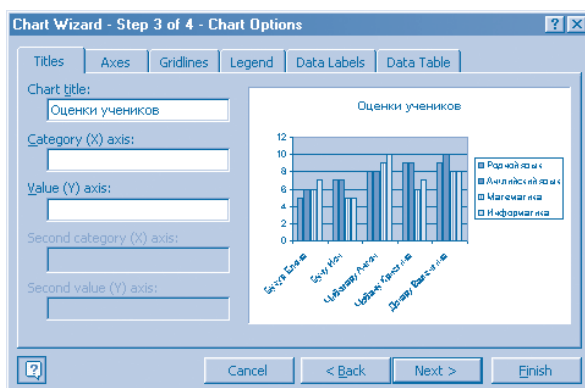 Chart Wizard - Step 3 of 4 - Chart Options
Titles
Axes
Gridlines
Legend
Data Labels
Data Table
Chart title:
Оценки учеников
Category (X) axis:
Value (Y) axis:
Second category (X) axis:
Second value (Y) axis:
Оценки учеников
12
10
8
6
4
2
0
Родной язык
Английский язык
Математика
Информатика
Cancel
< Back
Next >
Finish